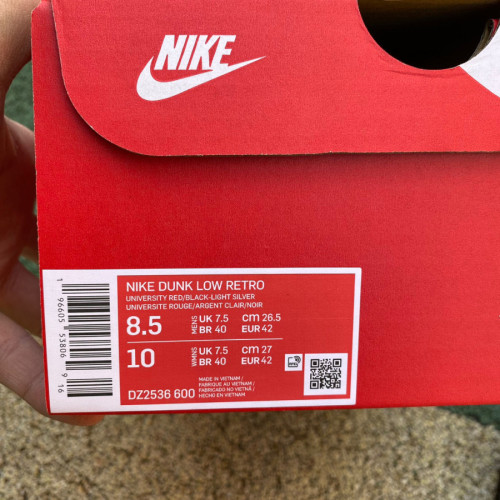 NIKE
NIKE DUNK LOW RETRO
UNIVERSITY RED/BLACK-LIGHT SILVER
UNIVERSITE ROUGE/ARGENT CLAIR/NOIR
8.5 MENS UK 7.5 cm 26.5
BR 40 EUR 42
10 WMNS UK 7.5 cm 27
BR 40 EUR 42
MADE IN VIETNAM /
FABRIQUÉ AU VIETNAM /
FABRICADO NO VIETNÃ /
HECHO EN VIETNAM
DZ2536 600
1 96605 53806 9 16